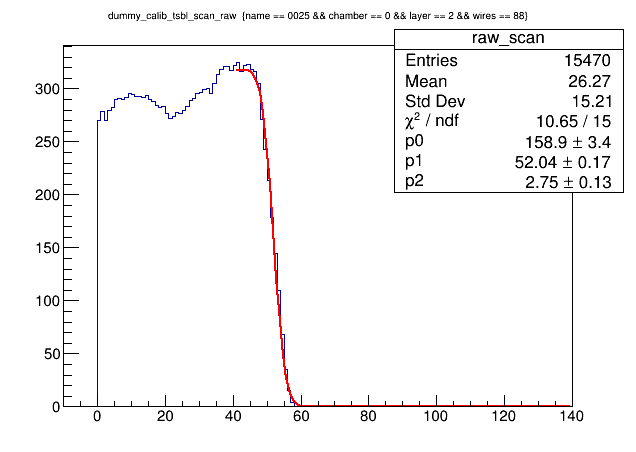 dummy_calib_tsbl_scan_raw {name == 0025 && chamber == 0 && layer == 2 && wires == 88}
raw_scan
Entries 15470
Mean 26.27
Std Dev 15.21
χ² / ndf 10.65 / 15
p0 158.9 ± 3.4
p1 52.04 ± 0.17
p2 2.75 ± 0.13
300
250
200
150
100
50
0
0 20 40 60 80 100 120 140